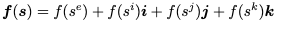 f(s) = f(s^e) + f(s^i)i + f(s^j)j + f(s^k)k